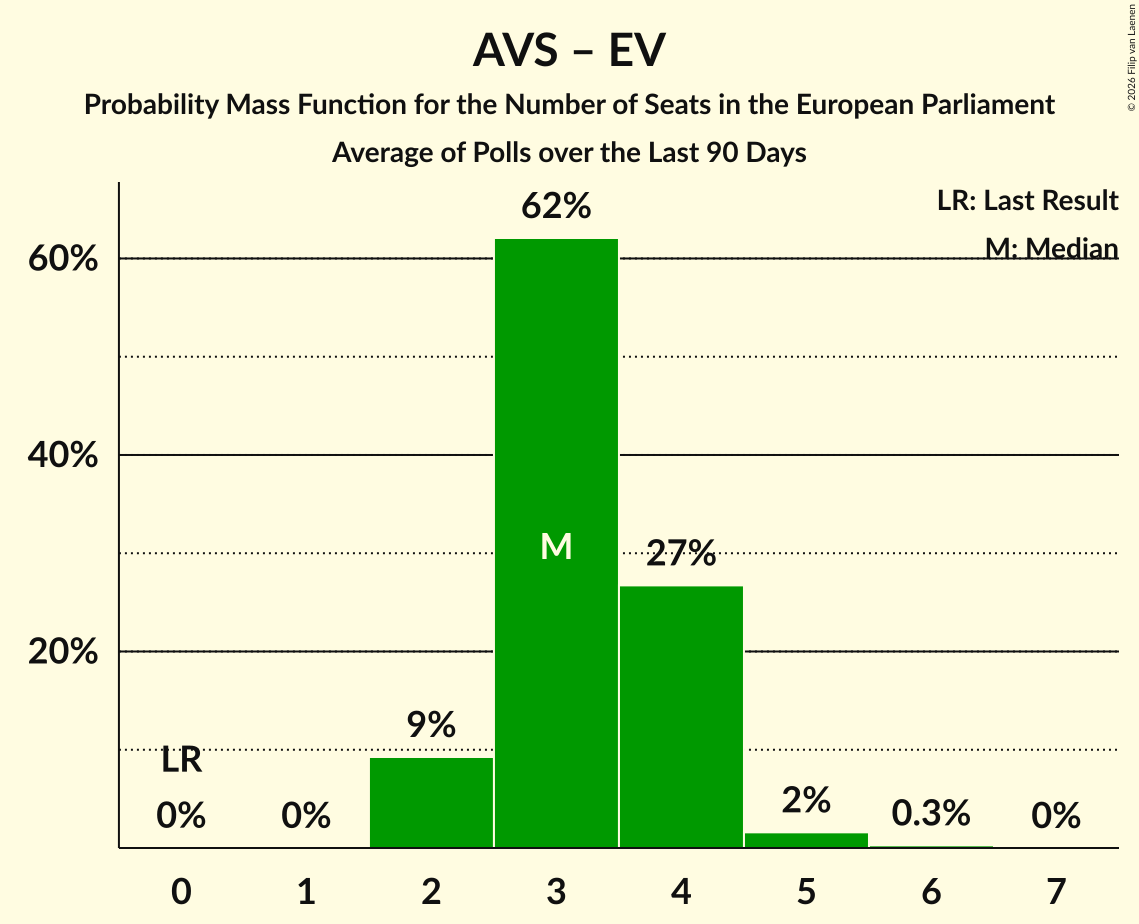 AVS – EV
Probability Mass Function for the Number of Seats in the European Parliament
Average of Polls over the Last 90 Days
© 2026 Filip van Laenen
LR: Last Result
M: Median
62%
60%
40%
M
27%
20%
9%
LR
0%
0%
2%
0.3%
0%
0 1 2 3 4 5 6 7